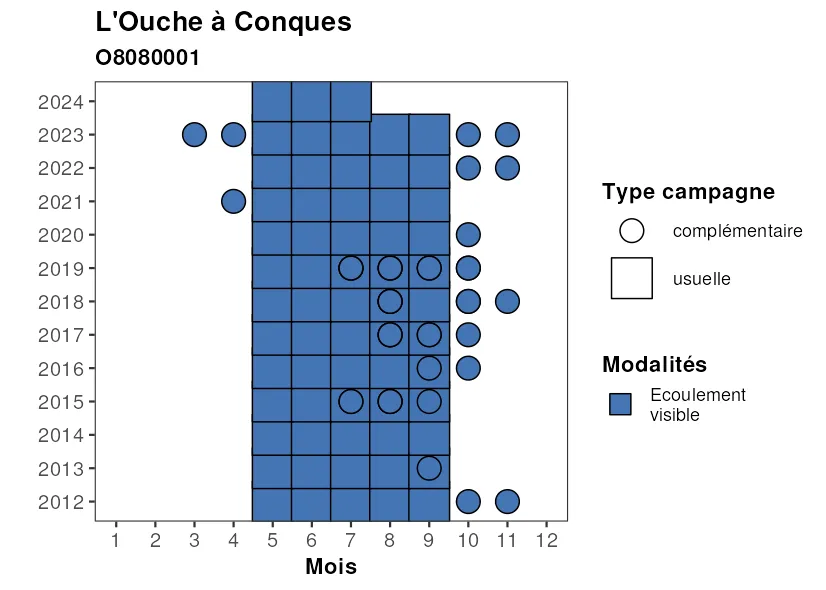 L'Ouche à Conques
O8080001
2024
2023
2022
2021
2020
2019
2018
2017
2016
2015
2014
2013
2012
1 2 3 4 5 6 7 8 9 10 11 12
Mois
Type campagne
complémentaire
usuelle
Modalités
Ecoulement
visible